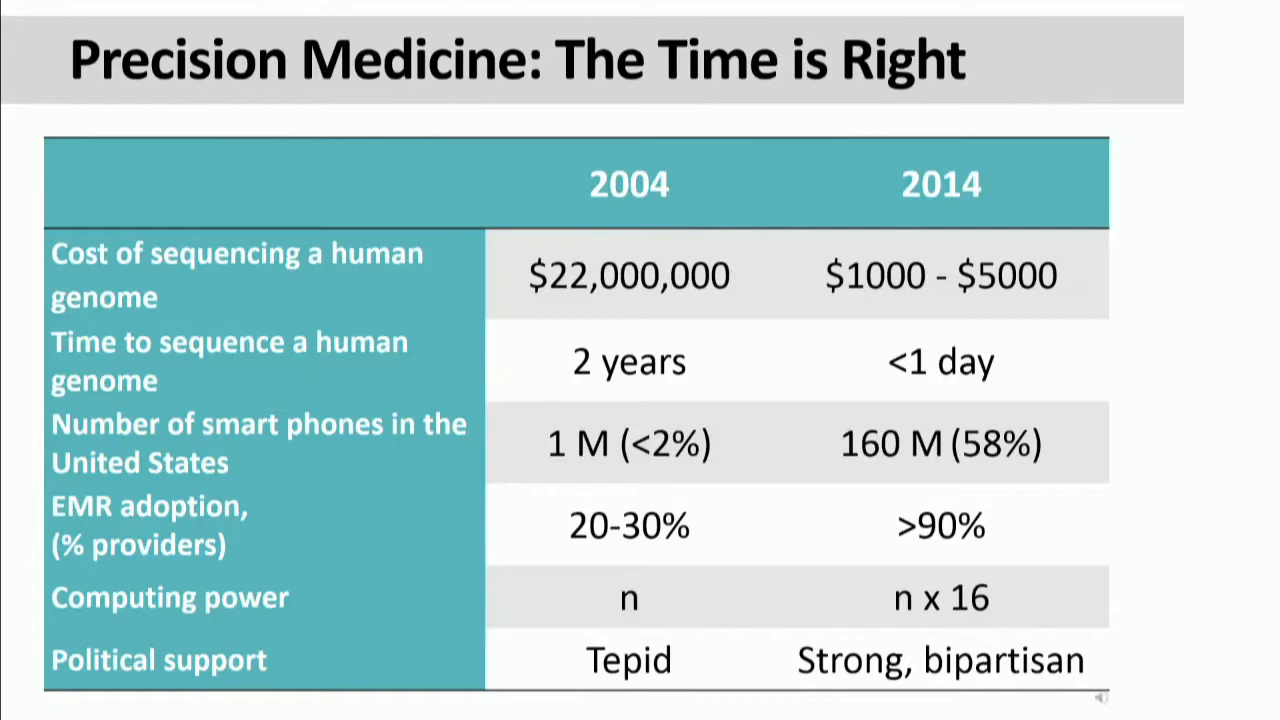 Precision Medicine: The Time is Right
2004 2014
Cost of sequencing a human
genome
$22,000,000 $1000 - $5000
Time to sequence a human
genome
2 years <1 day
Number of smart phones in the
United States
1 M (<2%) 160 M (58%)
EMR adoption,
(% providers)
20-30% >90%
Computing power n n x 16
Political support Tepid Strong, bipartisan